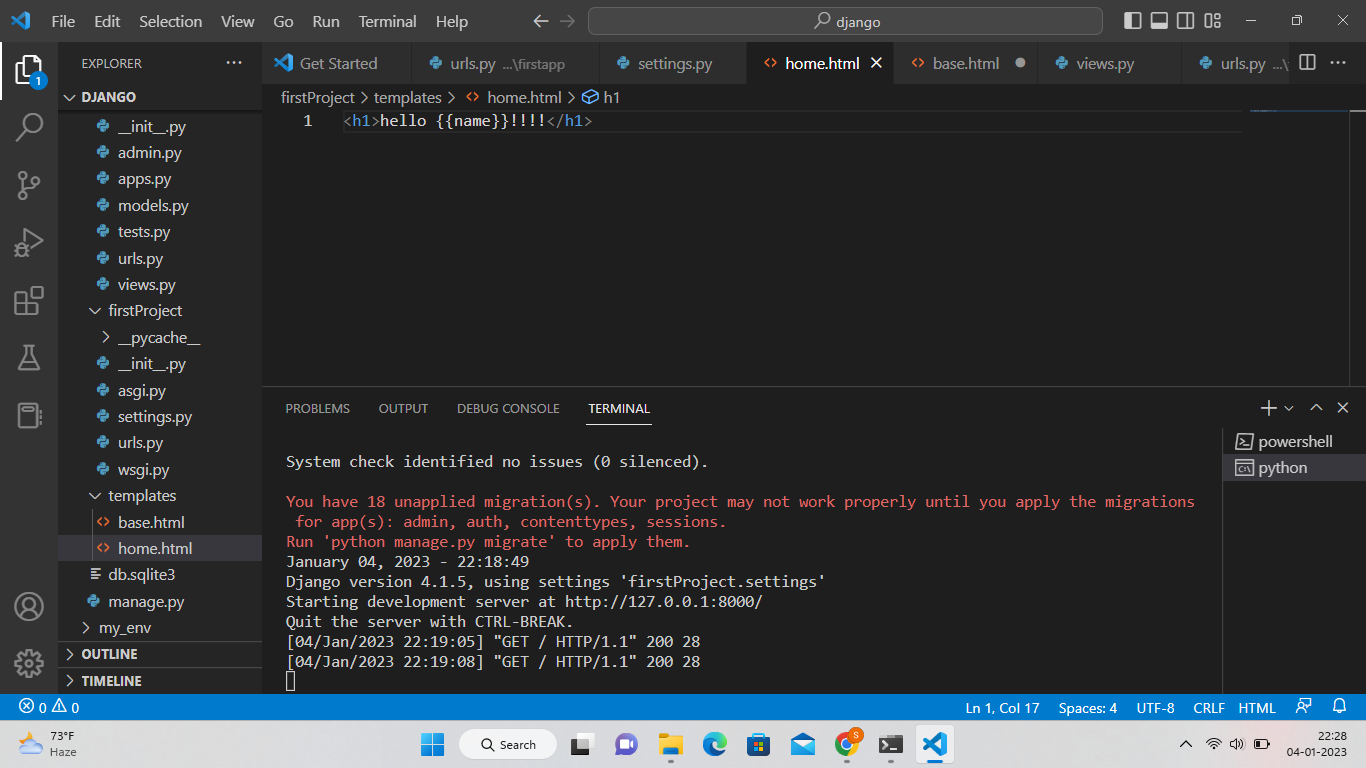 File Edit Selection View Go Run Terminal Help django
EXPLORER
1
Get Started urls.py ...\firstapp settings.py home.html base.html views.py urls.py ...\
DJANGO
__init__.py
admin.py
apps.py
models.py
tests.py
urls.py
views.py
firstProject
__pycache__
__init__.py
asgi.py
settings.py
urls.py
wsgi.py
templates
base.html
home.html
db.sqlite3
manage.py
my_env
OUTLINE
TIMELINE
firstProject > templates > home.html > h1
1 <h1>hello {{name}}!!!!</h1>
PROBLEMS OUTPUT DEBUG CONSOLE TERMINAL
powershell
python
System check identified no issues (0 silenced).
You have 18 unapplied migration(s). Your project may not work properly until you apply the migrations
for app(s): admin, auth, contenttypes, sessions.
Run 'python manage.py migrate' to apply them.
January 04, 2023 - 22:18:49
Django version 4.1.5, using settings 'firstProject.settings'
Starting development server at http://127.0.0.1:8000/
Quit the server with CTRL-BREAK.
[04/Jan/2023 22:19:05] "GET / HTTP/1.1" 200 28
[04/Jan/2023 22:19:08] "GET / HTTP/1.1" 200 28
0 0 Ln 1, Col 17 Spaces: 4 UTF-8 CRLF HTML
73°F
Haze
Search
S
22:28
04-01-2023